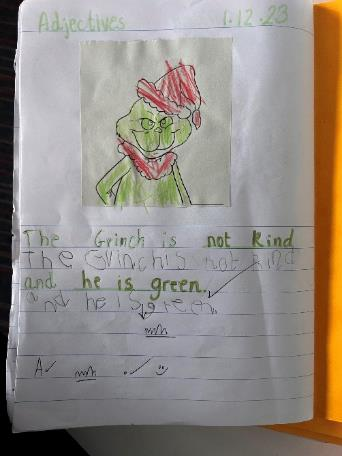 Adjectives 1.12.23
The Grinch is not kind
The Grinch is not kind
and he is green.
and he is green.
A✓ .✓